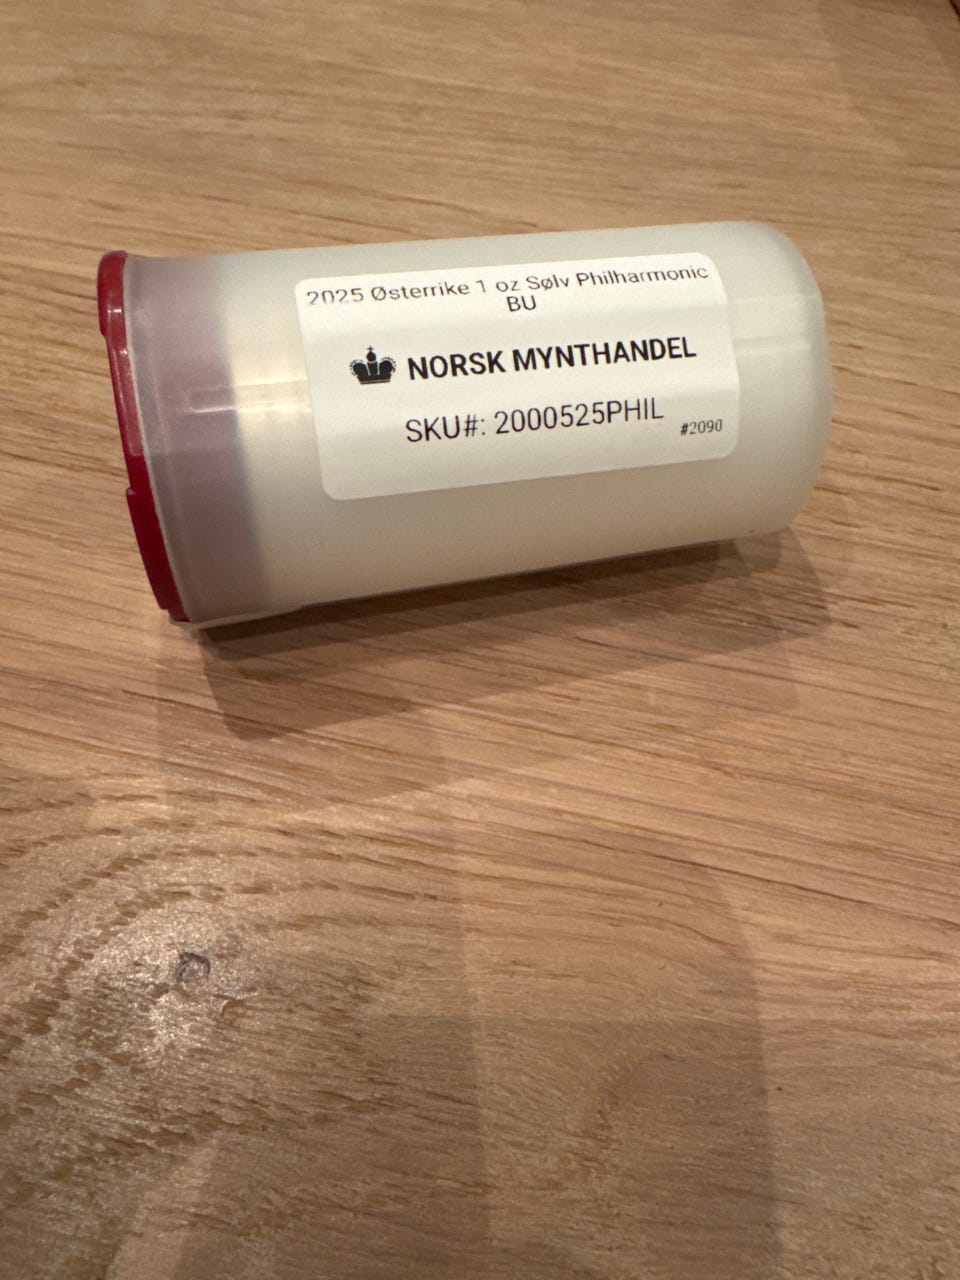 2025 Østerrike 1 oz Sølv Philharmonic
BU
NORSK MYNTHANDEL
SKU#: 2000525PHIL
#2090